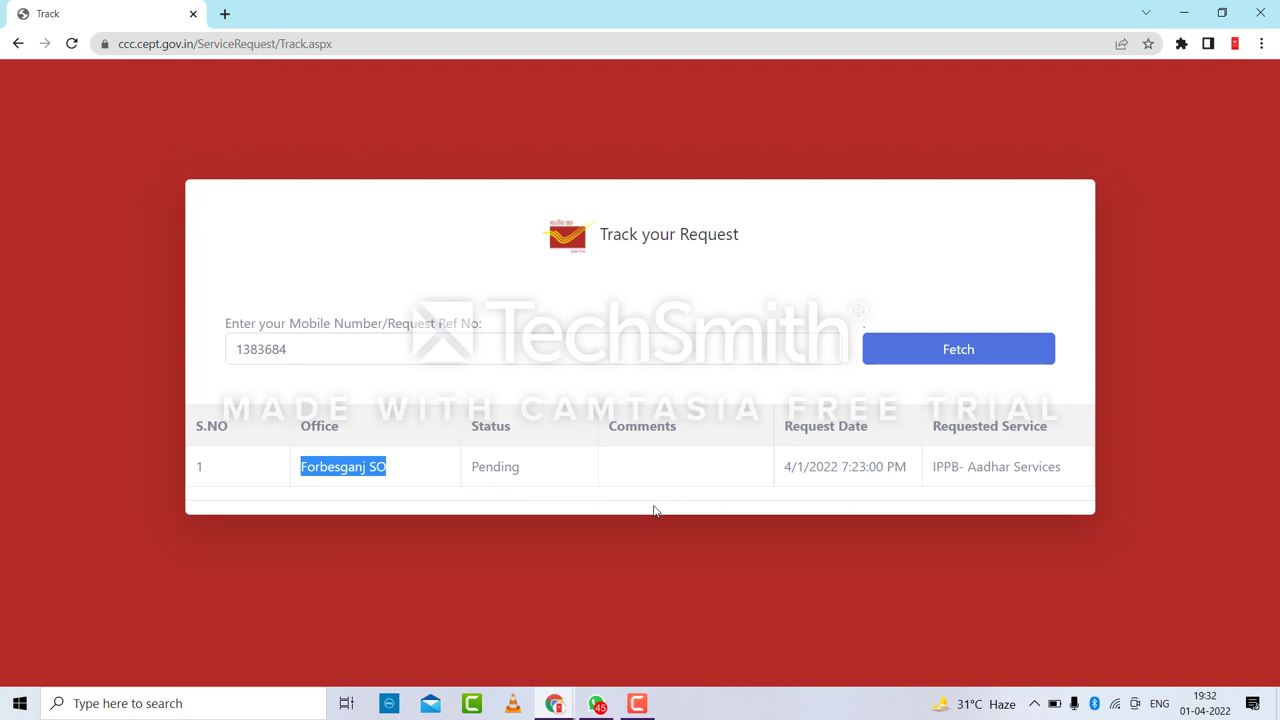 Track
ccc.cept.gov.in/ServiceRequest/Track.aspx
Track your Request
Enter your Mobile Number/Request Ref No:
.
1383684
Fetch
TechSmith®
MADE WITH CAMTASIA FREE TRIAL
S.NO Office Status Comments Request Date Requested Service
1 Forbesganj SO Pending 4/1/2022 7:23:00 PM IPPB- Aadhar Services
Type here to search
45
31°C Haze
ENG
19:32
01-04-2022